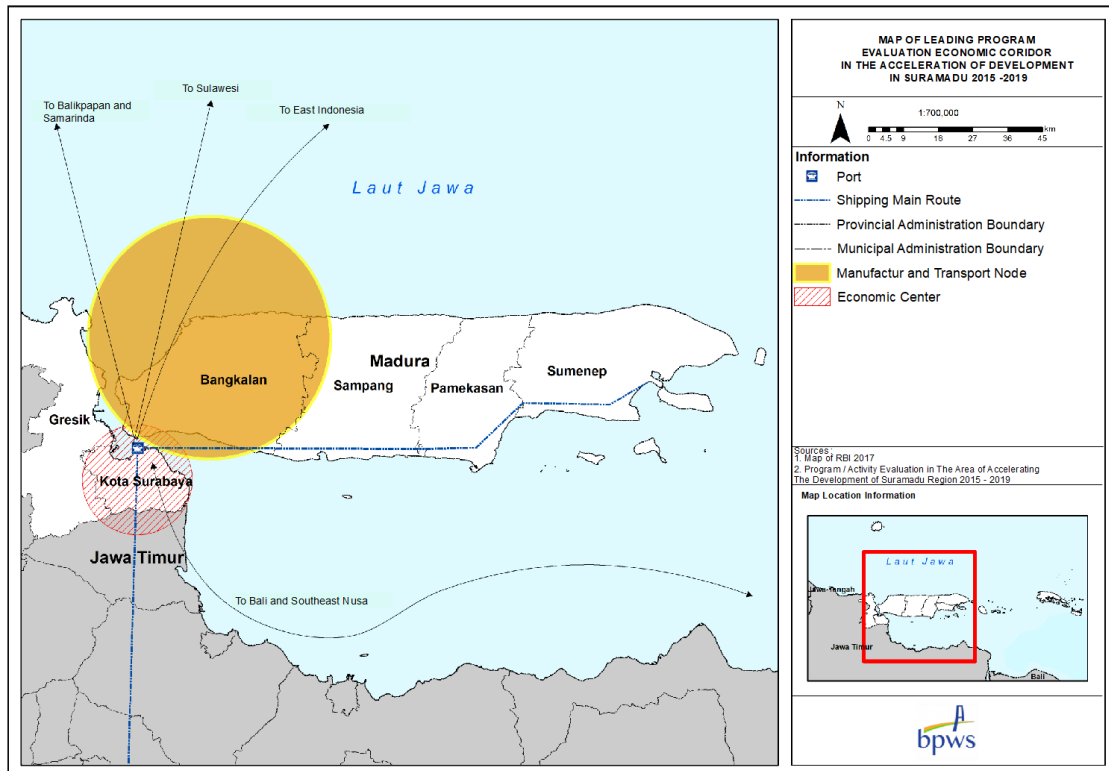 To Balikpapan and
Samarinda
To Sulawesi
To East Indonesia
Laut Jawa
Madura
Bangkalan
Sampang
Pamekasan
Sumenep
Gresik
Kota Surabaya
Jawa Timur
To Bali and Southeast Nusa
MAP OF LEADING PROGRAM
EVALUATION ECONOMIC CORRIDOR
IN THE ACCELERATION OF DEVELOPMENT
IN SURAMADU 2015 -2019
N
1:700,000
km
0 4.5 9 18 27 36 45
Information
Port
Shipping Main Route
Provincial Administration Boundary
Municipal Administration Boundary
Manufactur and Transport Node
Economic Center
Sources :
1. Map of RBI 2017
2. Program / Activity Evaluation in The Area of Accelerating
The Development of Suramadu Region 2015 - 2019
Map Location Information
Laut Jawa
Jawa Tengah
Jawa Timur
Bali
bpws